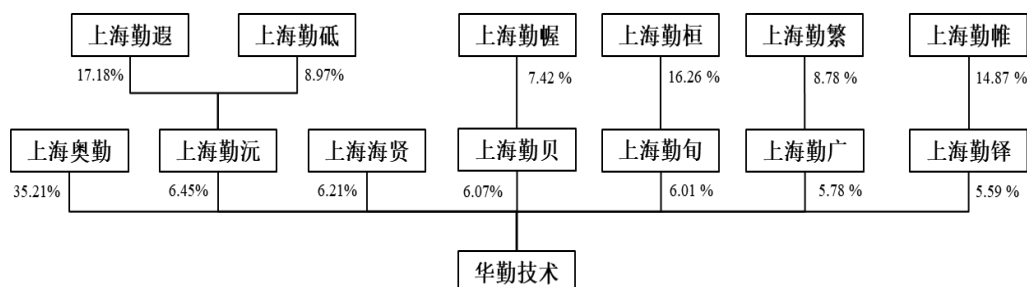 上海勤遐
上海勤砥
上海勤幄
上海勤桓
上海勤繁
上海勤帷
17.18%
8.97%
7.42 %
16.26 %
8.78 %
14.87 %
上海奥勤
上海勤沅
上海海贤
上海勤贝
上海勤旬
上海勤广
上海勤铎
35.21%
6.45%
6.21%
6.07%
6.01 %
5.78 %
5.59 %
华勤技术